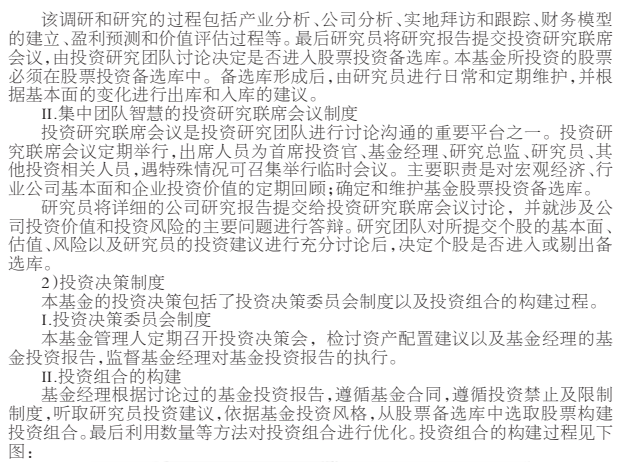 该调研和研究的过程包括产业分析、公司分析、实地拜访和跟踪、财务模型
的建立、盈利预测和价值评估过程等。最后研究员将研究报告提交投资研究联席
会议,由投资研究团队讨论决定是否进入股票投资备选库。本基金所投资的股票
必须在股票投资备选库中。备选库形成后,由研究员进行日常和定期维护,并根
据基本面的变化进行出库和入库的建议。
II.集中团队智慧的投资研究联席会议制度
投资研究联席会议是投资研究团队进行讨论沟通的重要平台之一。投资研
究联席会议定期举行,出席人员为首席投资官、基金经理、研究总监、研究员、其
他投资相关人员,遇特殊情况可召集举行临时会议。主要职责是对宏观经济、行
业公司基本面和企业投资价值的定期回顾;确定和维护基金股票投资备选库。
研究员将详细的公司研究报告提交给投资研究联席会议讨论，并就涉及公
司投资价值和投资风险的主要问题进行答辩。研究团队对所提交个股的基本面、
估值、风险以及研究员的投资建议进行充分讨论后,决定个股是否进入或剔出备
选库。
2)投资决策制度
本基金的投资决策包括了投资决策委员会制度以及投资组合的构建过程。
I.投资决策委员会制度
本基金管理人定期召开投资决策会，检讨资产配置建议以及基金经理的基
金投资报告,监督基金经理对基金投资报告的执行。
II.投资组合的构建
基金经理根据讨论过的基金投资报告,遵循基金合同,遵循投资禁止及限制
制度,听取研究员投资建议,依据基金投资风格,从股票备选库中选取股票构建
投资组合。最后利用数量等方法对投资组合进行优化。投资组合的构建过程见下
图: